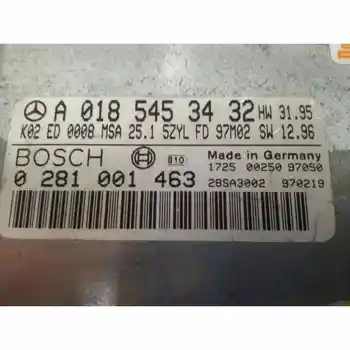 A 018 545 34 32 HW 31.95
K02 ED 0008 MSA 25.1 5ZYL FD 97M02 SW 12.96
BOSCH 810 Made in Germany
0 281 001 463 1725 00250 97050
28SA3002 970219